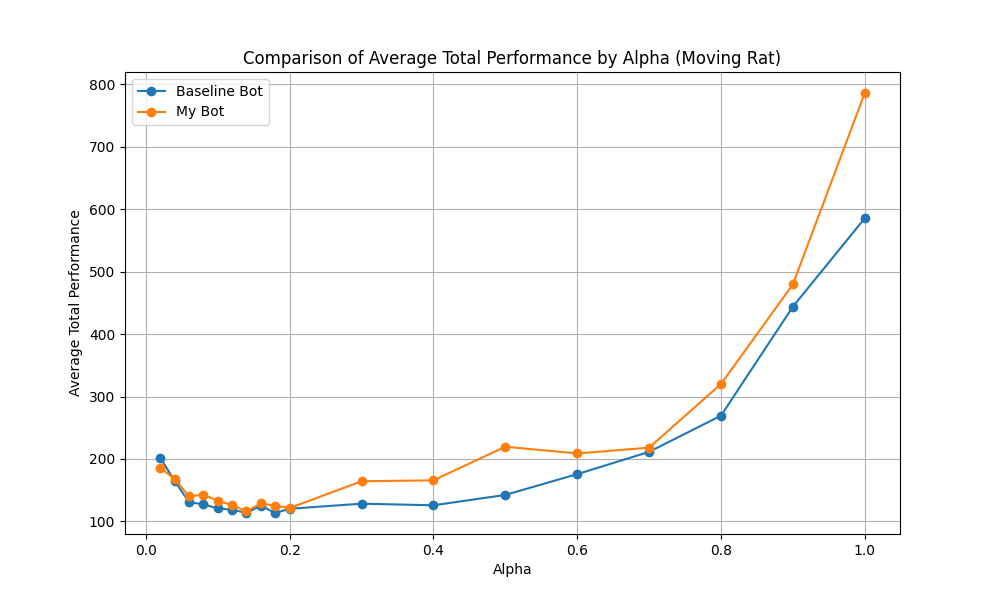 Comparison of Average Total Performance by Alpha (Moving Rat)
Baseline Bot
My Bot
Average Total Performance
800
700
600
500
400
300
200
100
0.0 0.2 0.4 0.6 0.8 1.0
Alpha